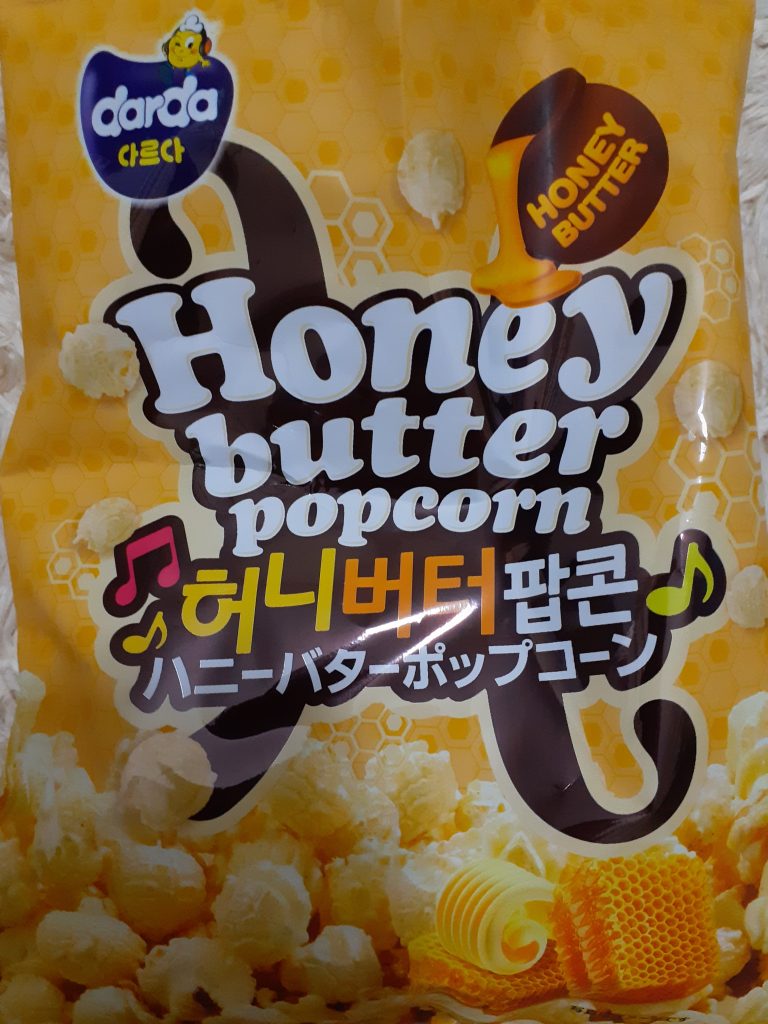 darda
다르다
HONEY
BUTTER
Honey
butter
popcorn
허니버터팝콘
ハニーバターポップコーン